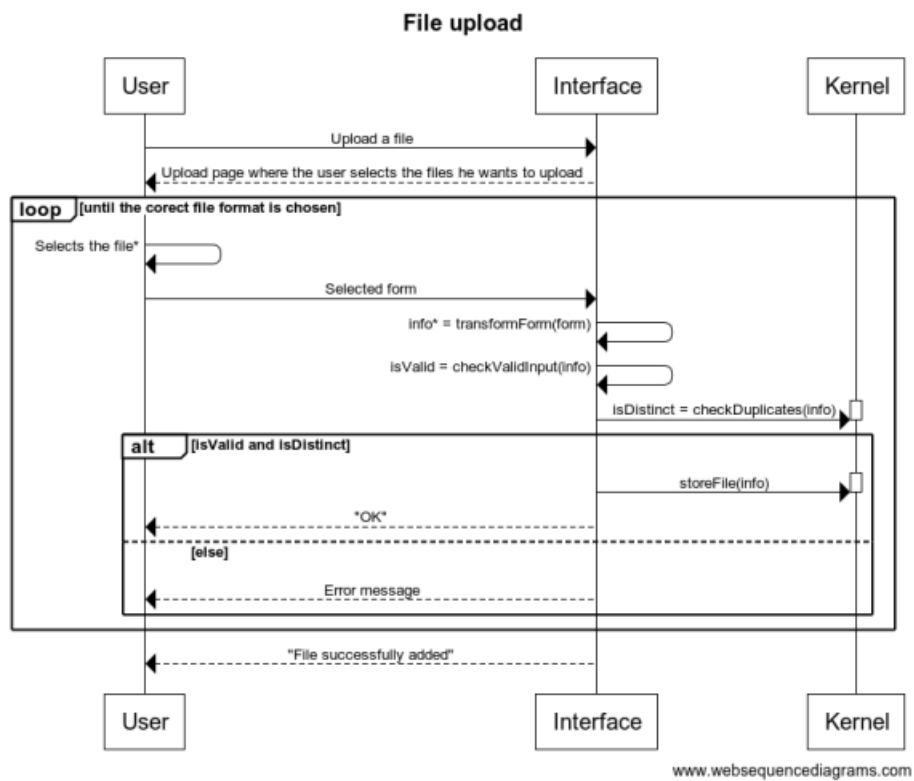 File upload
User
Interface
Kernel
Upload a file
Upload page where the user selects the files he wants to upload
loop
[until the corect file format is chosen]
Selects the file*
Selected form
info* = transformForm(form)
isValid = checkValidInput(info)
isDistinct = checkDuplicates(info)
alt
[isValid and isDistinct]
storeFile(info)
"OK"
[else]
Error message
"File successfully added"
User
Interface
Kernel
www.websequencediagrams.com